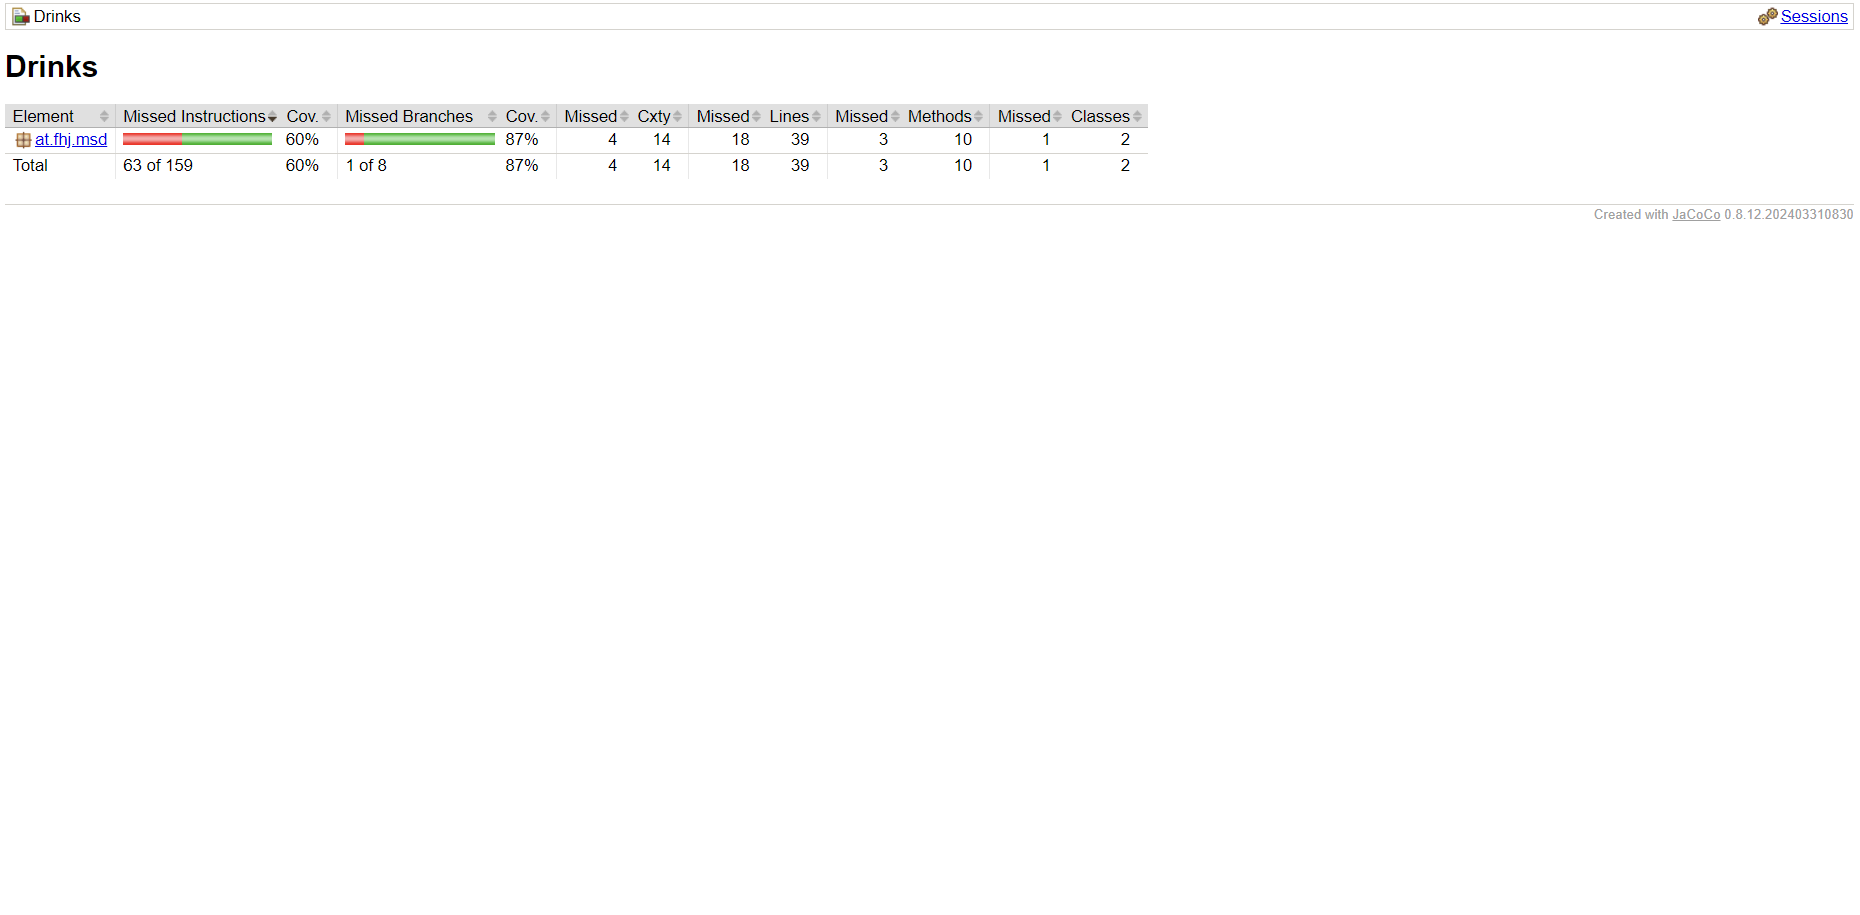 Drinks Sessions
Drinks
Element Missed Instructions Cov. Missed Branches Cov. Missed Cxty Missed Lines Missed Methods Missed Classes
at.fhj.msd 60% 87% 4 14 18 39 3 10 1 2
Total 63 of 159 60% 1 of 8 87% 4 14 18 39 3 10 1 2
Created with JaCoCo 0.8.12.202403310830